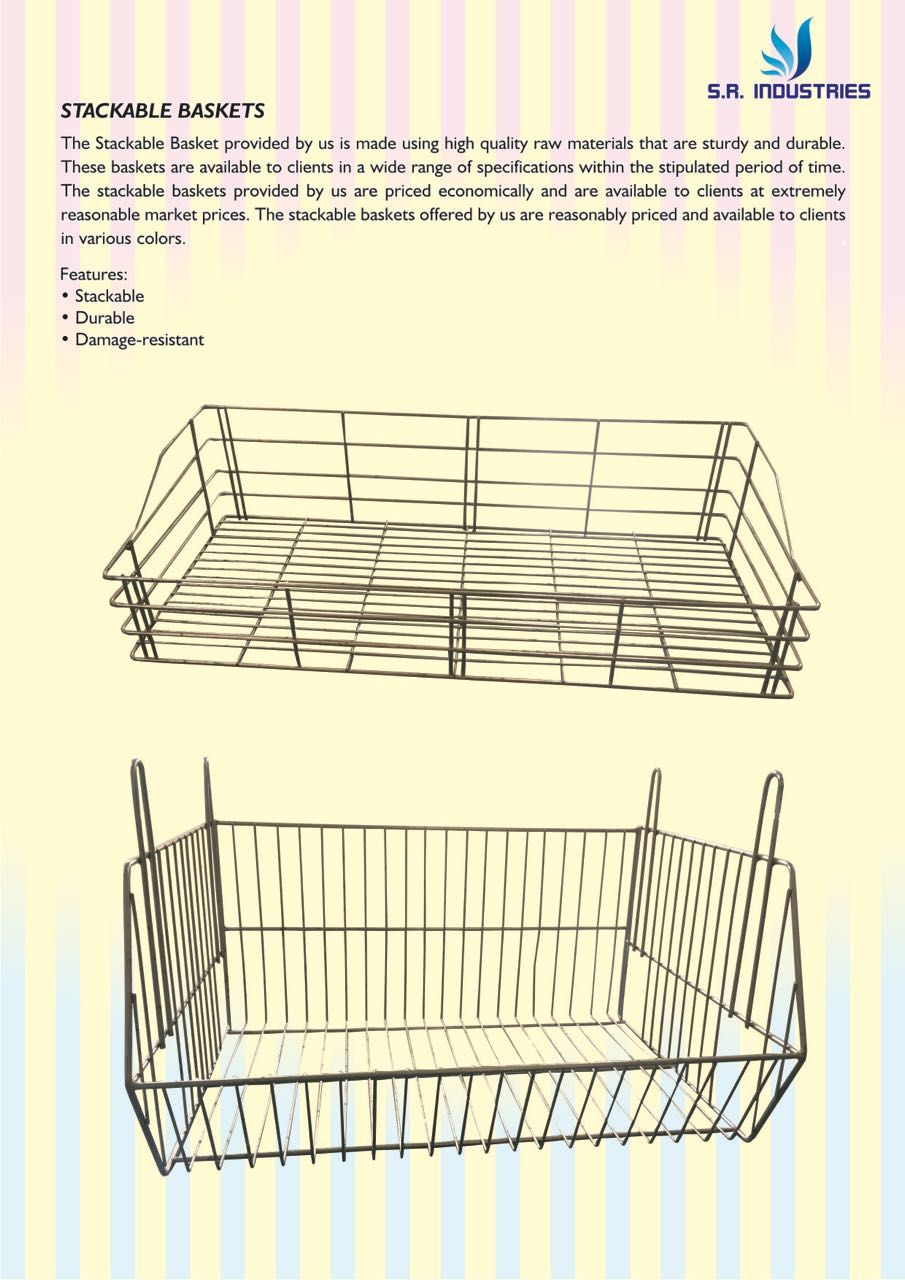 S.R. INDUSTRIES
STACKABLE BASKETS
The Stackable Basket provided by us is made using high quality raw materials that are sturdy and durable.
These baskets are available to clients in a wide range of specifications within the stipulated period of time.
The stackable baskets provided by us are priced economically and are available to clients at extremely
reasonable market prices. The stackable baskets offered by us are reasonably priced and available to clients
in various colors.
Features:
• Stackable
• Durable
• Damage-resistant